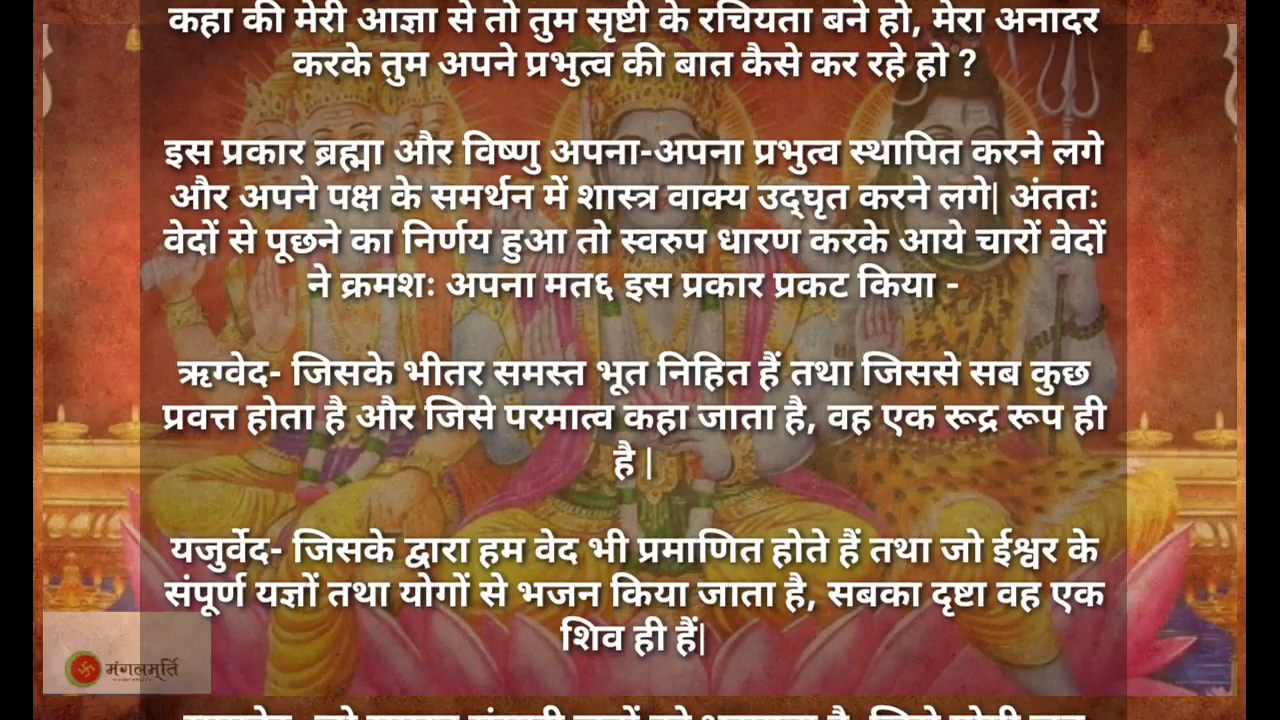 कहा की मेरी आज्ञा से तो तुम सृष्टी के रचियता बने हो, मेरा अनादर
करके तुम अपने प्रभुत्व की बात कैसे कर रहे हो ?
इस प्रकार ब्रह्मा और विष्णु अपना-अपना प्रभुत्व स्थापित करने लगे
और अपने पक्ष के समर्थन में शास्त्र वाक्य उद्घृत करने लगे| अंततः
वेदों से पूछने का निर्णय हुआ तो स्वरुप धारण करके आये चारों वेदों
ने क्रमशः अपना मत६ इस प्रकार प्रकट किया -
ऋग्वेद- जिसके भीतर समस्त भूत निहित हैं तथा जिससे सब कुछ
प्रवत्त होता है और जिसे परमात्व कहा जाता है, वह एक रूद्र रूप ही
है |
यजुर्वेद- जिसके द्वारा हम वेद भी प्रमाणित होते हैं तथा जो ईश्वर के
संपूर्ण यज्ञों तथा योगों से भजन किया जाता है, सबका दृष्टा वह एक
शिव ही हैं|
मंगलमूर्ति